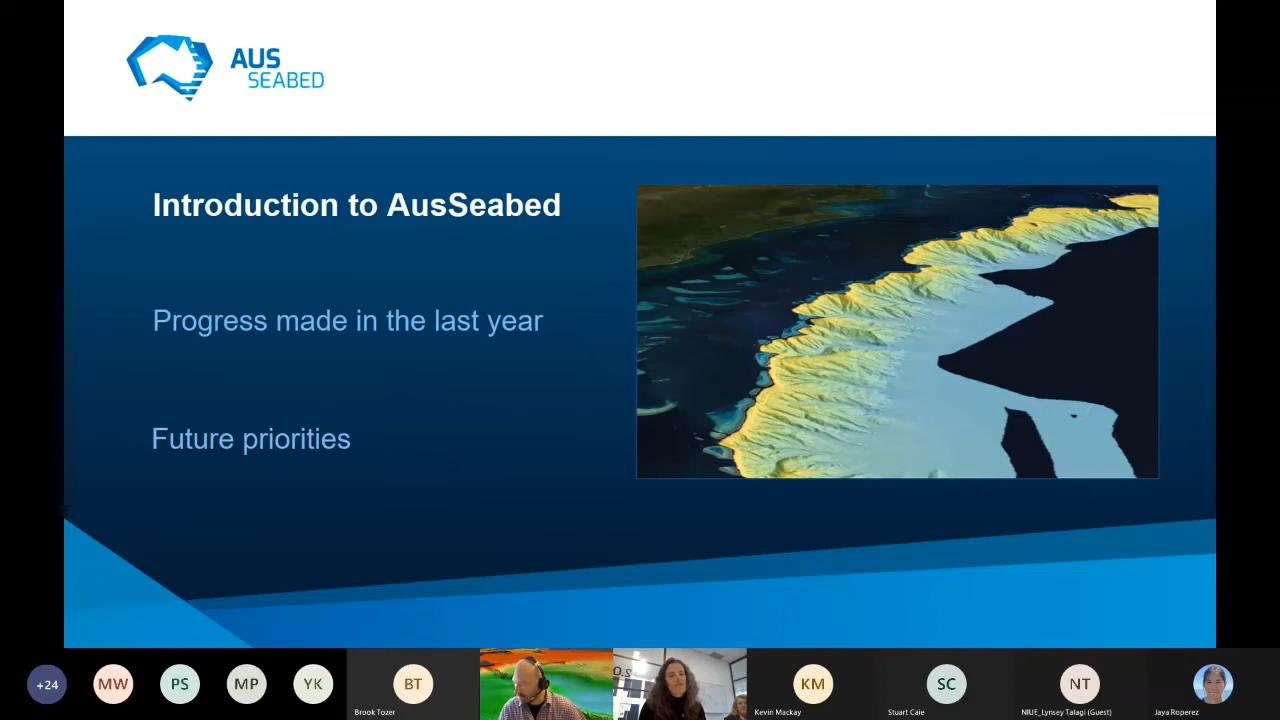 AUS
SEABED
Introduction to AusSeabed
Progress made in the last year
Future priorities
+24
MW
PS
MP
YK
BT
Brook Tozer
KM
Kevin Mackay
SC
Stuart Caie
NT
NIUE_Lynsey Talagi (Guest)
Jaya Roperez